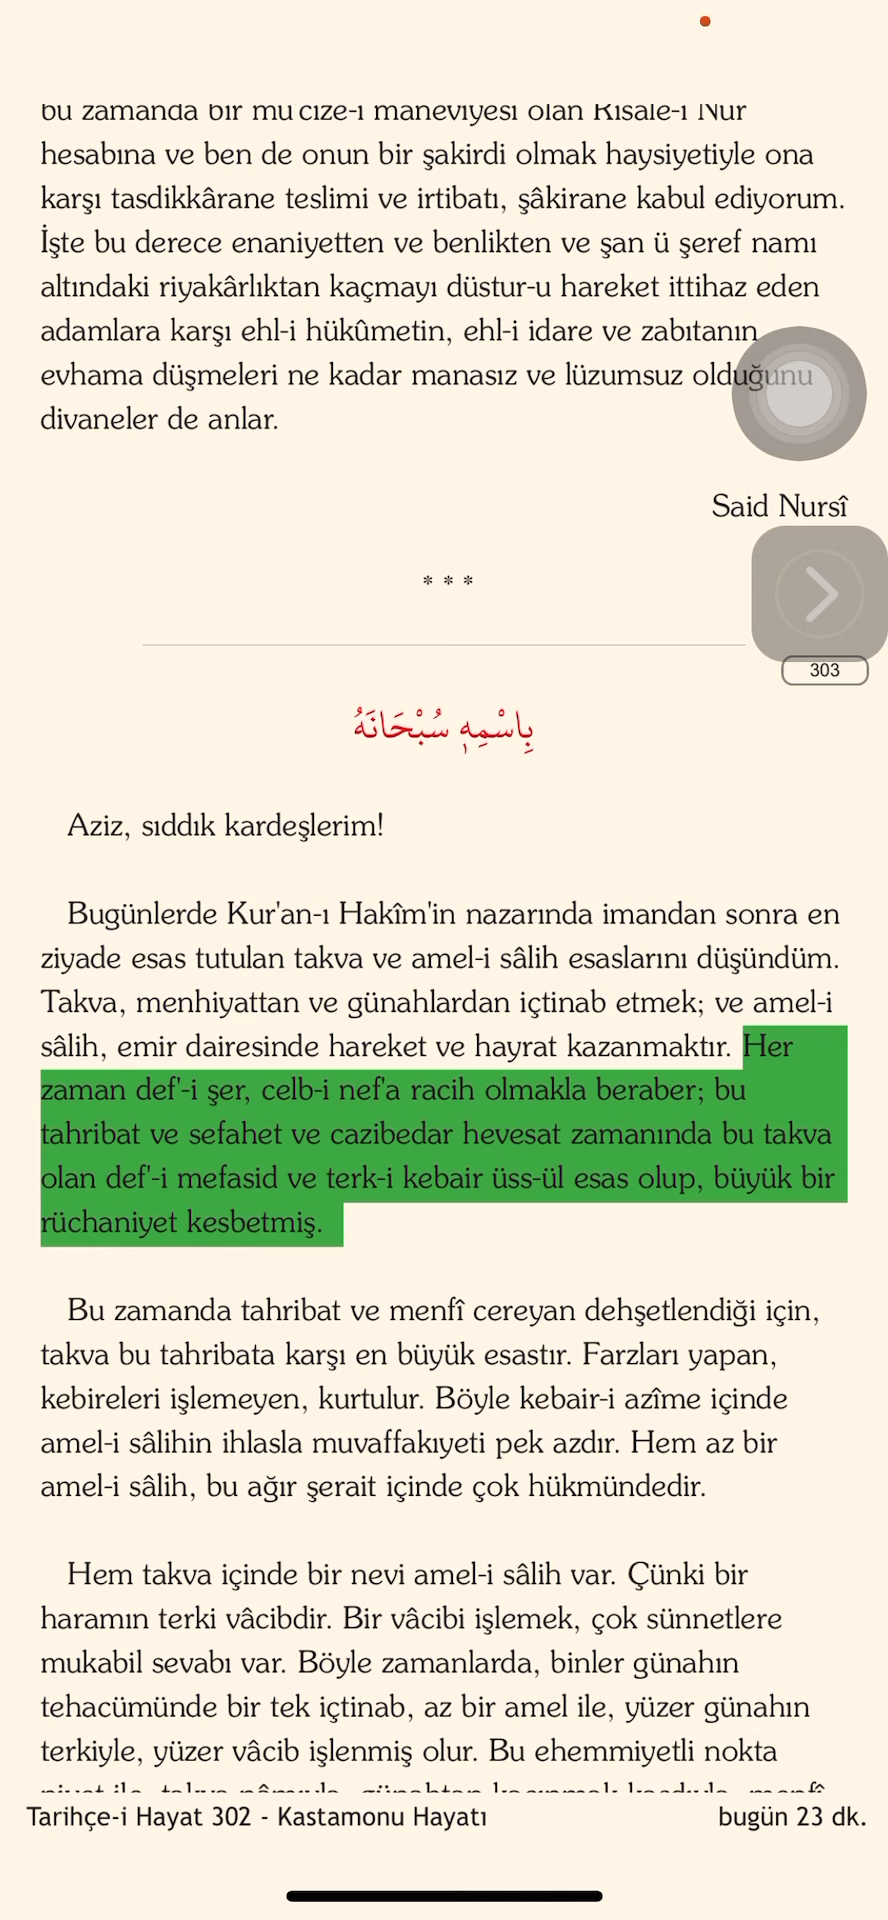 bu zamanda bir mu'cize-i maneviyesi olan Risale-i Nur
hesabına ve ben de onun bir şakirdi olmak haysiyetiyle ona
karşı tasdikkârane teslimi ve irtibatı, şâkirane kabul ediyorum.
İşte bu derece enaniyetten ve benlikten ve şan ü şeref namı
altındaki riyakârlıktan kaçmayı düstur-u hareket ittihaz eden
adamlara karşı ehl-i hükûmetin, ehl-i idare ve zabıtanın
evhama düşmeleri ne kadar manasız ve lüzumsuz olduğunu
divaneler de anlar.
Said Nursî
* * *
303
بِاسْمِهٖ سُبْحَانَهُ
Aziz, sıddık kardeşlerim!
Bugünlerde Kur'an-ı Hakîm'in nazarında imandan sonra en
ziyade esas tutulan takva ve amel-i sâlih esaslarını düşündüm.
Takva, menhiyattan ve günahlardan içtinab etmek; ve amel-i
sâlih, emir dairesinde hareket ve hayrat kazanmaktır. Her
zaman def'-i şer, celb-i nef'a racih olmakla beraber; bu
tahribat ve sefahet ve cazibedar hevesat zamanında bu takva
olan def'-i mefasid ve terk-i kebair üss-ül esas olup, büyük bir
rüchaniyet kesbetmiş.
Bu zamanda tahribat ve menfî cereyan dehşetlendiği için,
takva bu tahribata karşı en büyük esastır. Farzları yapan,
kebireleri işlemeyen, kurtulur. Böyle kebair-i azîme içinde
amel-i sâlihin ihlasla muvaffakıyeti pek azdır. Hem az bir
amel-i sâlih, bu ağır şerait içinde çok hükmündedir.
Hem takva içinde bir nevi amel-i sâlih var. Çünki bir
haramın terki vâcibdir. Bir vâcibi işlemek, çok sünnetlere
mukabil sevabı var. Böyle zamanlarda, binler günahın
tehacümünde bir tek içtinab, az bir amel ile, yüzer günahın
terkiyle, yüzer vâcib işlenmiş olur. Bu ehemmiyetli nokta
Tarihçe-i Hayat 302 - Kastamonu Hayatı
bugün 23 dk.